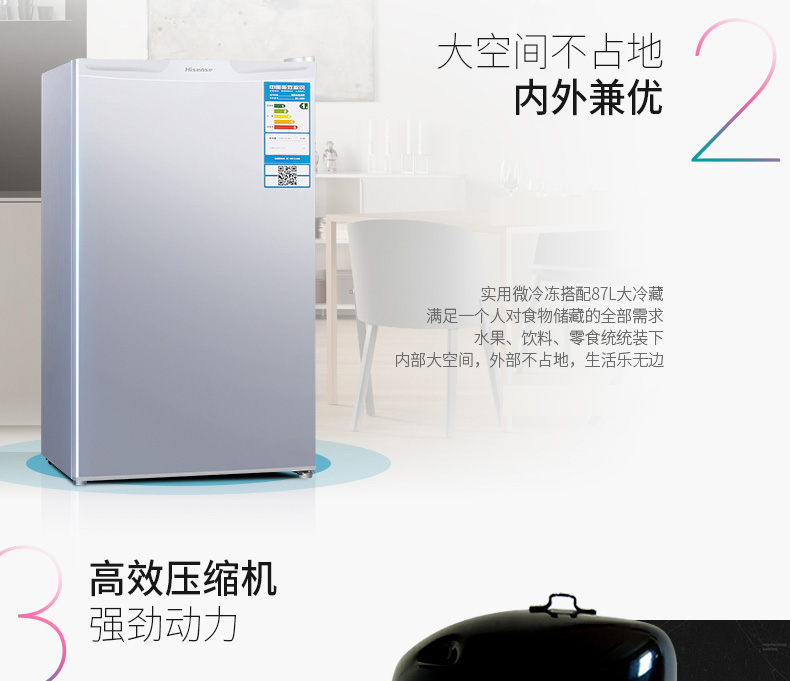 大空间不占地
内外兼优
2
Hisense
实用微冷冻搭配87L大冷藏
满足一个人对食物储藏的全部需求
水果、饮料、零食统统装下
内部大空间，外部不占地，生活乐无边
3
高效压缩机
强劲动力